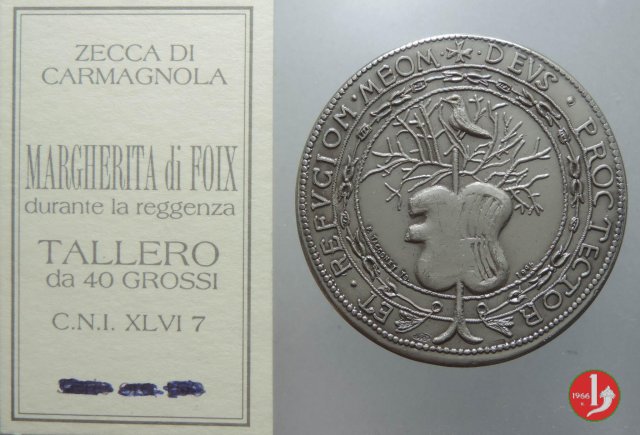 ZECCA DI
CARMAGNOLA
MARGHERITA di FOIX
durante la reggenza
TALLERO
da 40 GROSSI
C.N.I. XLVI 7
DEVS · PROCTECTOR · ET · REFVGIOM · MEOM ·
1966